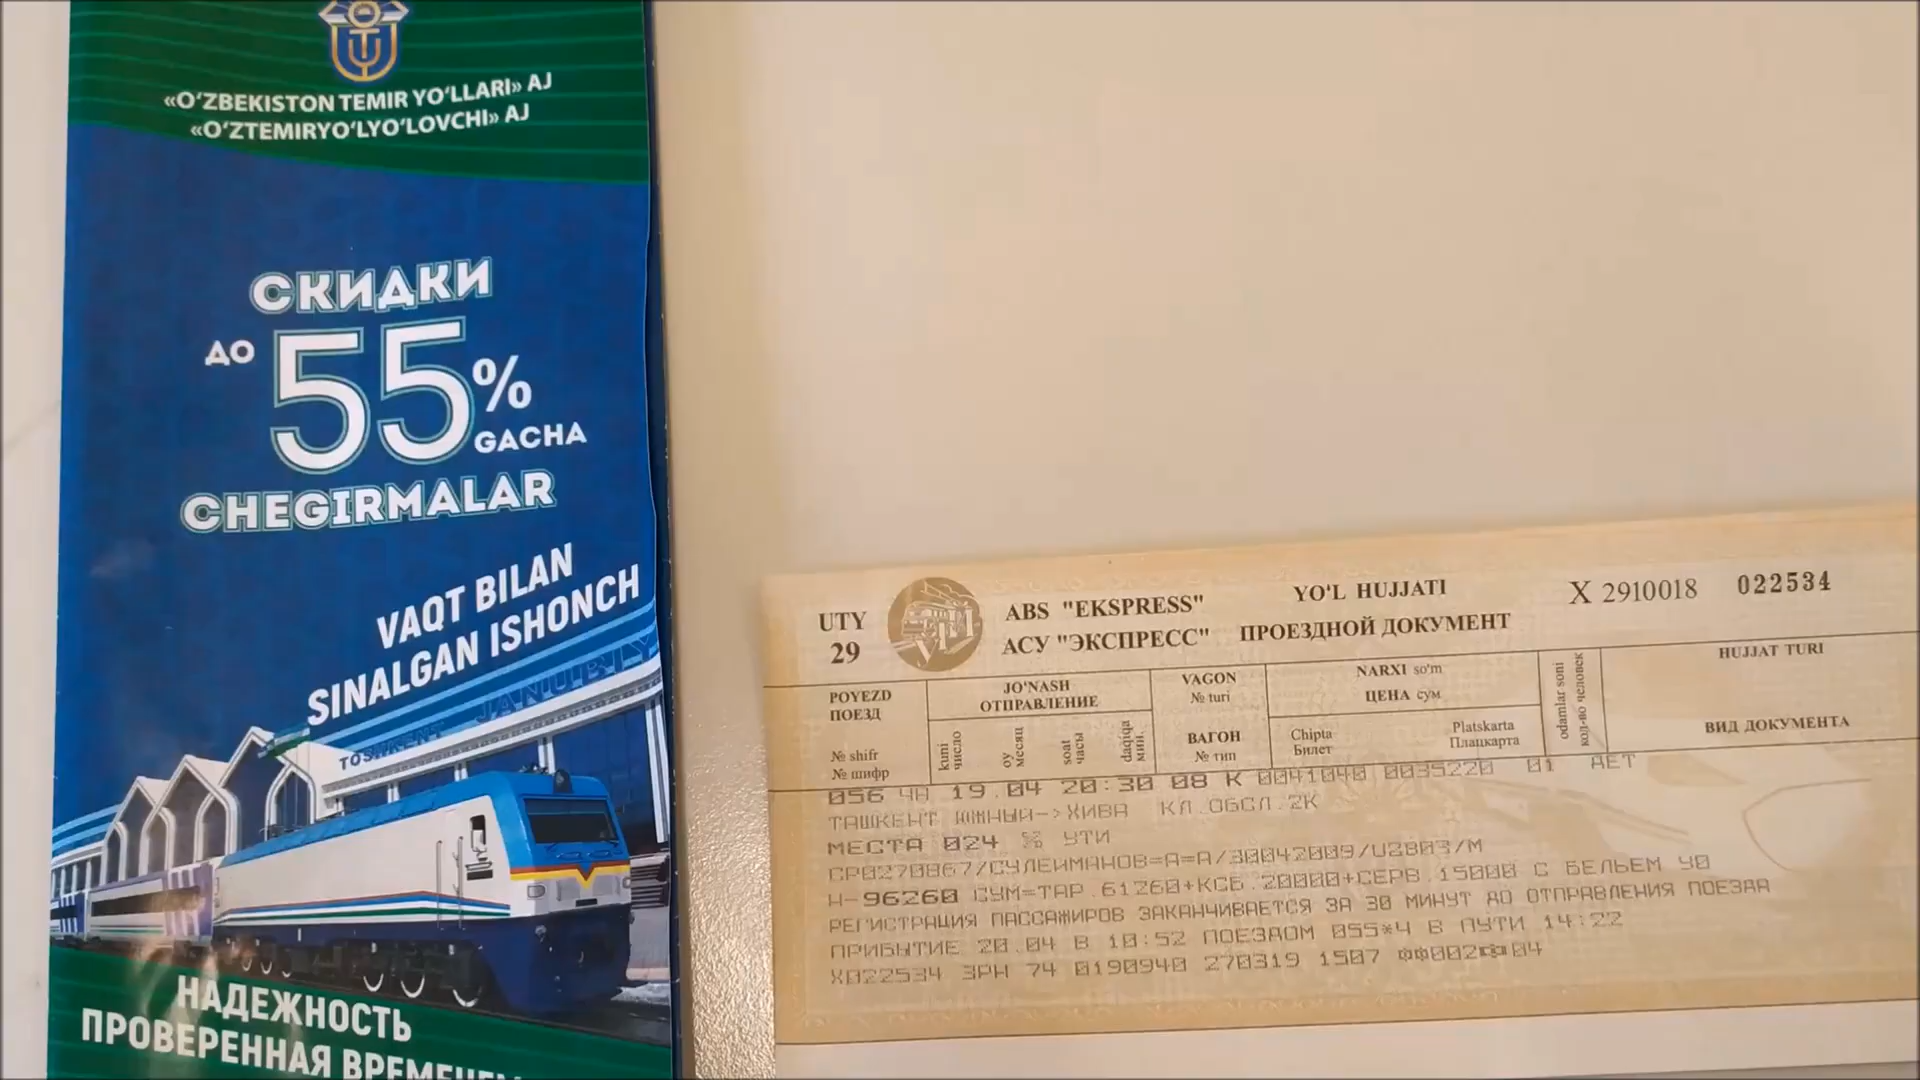 «O‘ZBEKISTON TEMIR YO‘LLARI» AJ
«O‘ZTEMIRYO‘LYO‘LOVCHI» AJ
СКИДКИ
ДО 55%
GACHA
CHEGIRMALAR
VAQT BILAN
SINALGAN ISHONCH
TOSHKENT JANUBIY
НАДЕЖНОСТЬ
ПРОВЕРЕННАЯ ВРЕМЕНЕМ
UTY
29
ABS "EKSPRESS"
АСУ "ЭКСПРЕСС"
YO‘L HUJJATI
ПРОЕЗДНОЙ ДОКУМЕНТ
X 2910018 022534
POYEZD
ПОЕЗД
№ shifr
№ шифр
JO‘NASH
ОТПРАВЛЕНИЕ
kuni
число
oy
месяц
soat
часы
daqiqa
мин.
VAGON
№ turi
ВАГОН
№ тип
NARXI so‘m
ЦЕНА сум
Chipta
Билет
Platskarta
Плацкарта
odamlar soni
кол-во человек
HUJJAT TURI
ВИД ДОКУМЕНТА
056 ЧН 19.04 20:30 08 К 0041040 0035220 01 ДЕТ
ТАШКЕНТ ЮЖНЫЙ->ХИВА КЛ.ОБСЛ.2К
МЕСТА 024 УТИ
СР0270867/СУЛЕЙМАНОВ=А=А/30042009/UZB03/М
Н-96260 СУМ=ТАР.61260+КСБ.20000+СЕРВ.15000 С БЕЛЬЕМ УО
РЕГИСТРАЦИЯ ПАССАЖИРОВ ЗАКАНЧИВАЕТСЯ ЗА 30 МИНУТ ДО ОТПРАВЛЕНИЯ ПОЕЗДА
ПРИБЫТИЕ 20.04 В 10:52 ПОЕЗДОМ 055*Ч В ПУТИ 14:22
Х022534 ЗРН 74 0190940 270319 1507